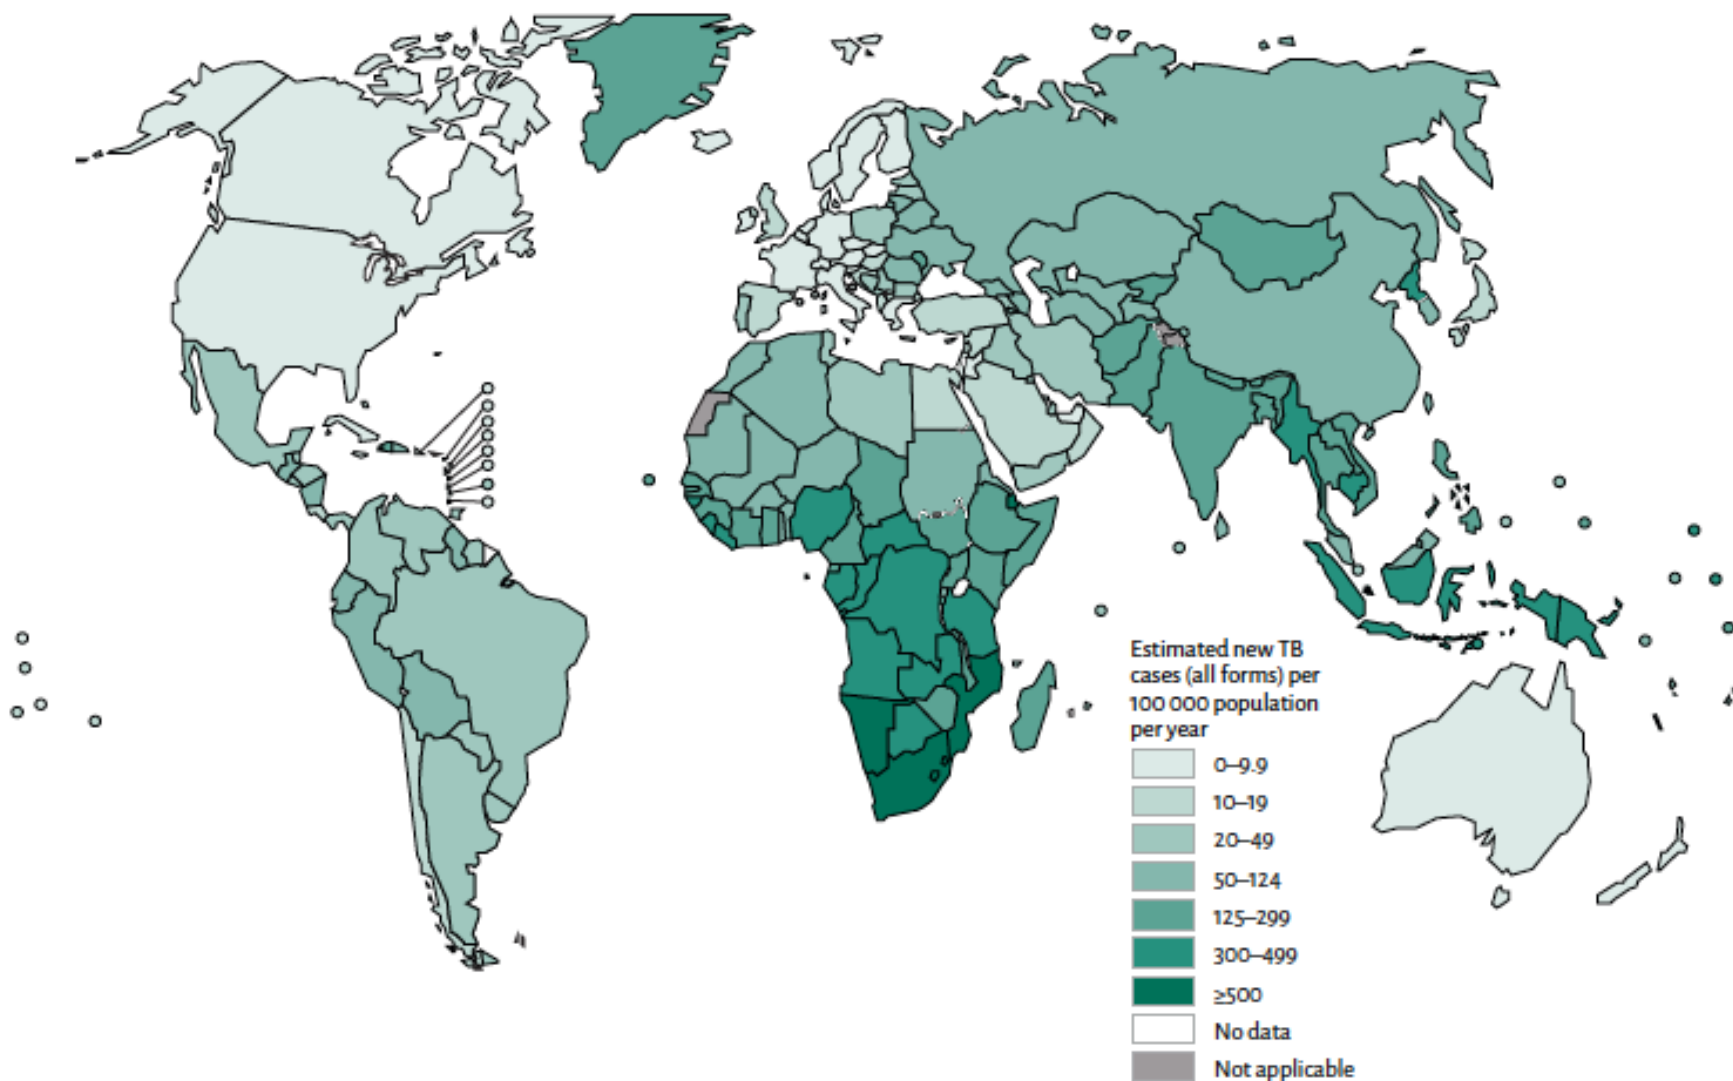 Estimated new TB
cases (all forms) per
100 000 population
per year
0–9.9
10–19
20–49
50–124
125–299
300–499
≥500
No data
Not applicable